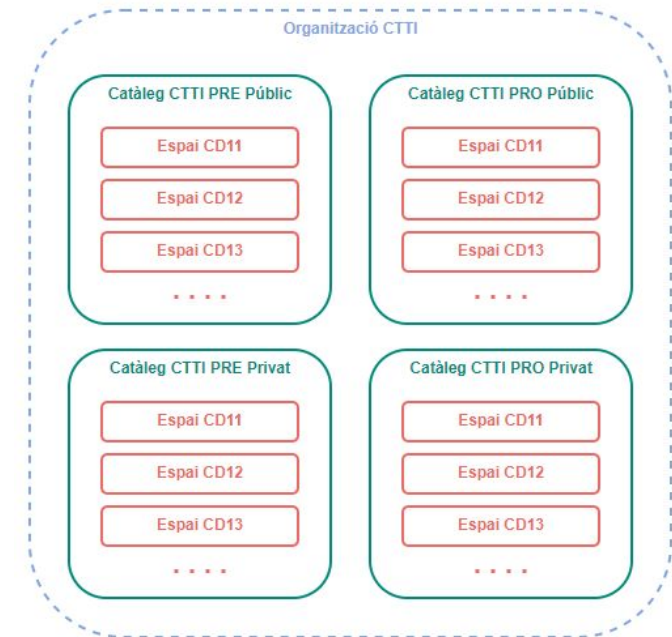 Organització CTTI
Catàleg CTTI PRE Públic
Espai CD11
Espai CD12
Espai CD13
. . . .
Catàleg CTTI PRO Públic
Espai CD11
Espai CD12
Espai CD13
. . . .
Catàleg CTTI PRE Privat
Espai CD11
Espai CD12
Espai CD13
. . . .
Catàleg CTTI PRO Privat
Espai CD11
Espai CD12
Espai CD13
. . . .